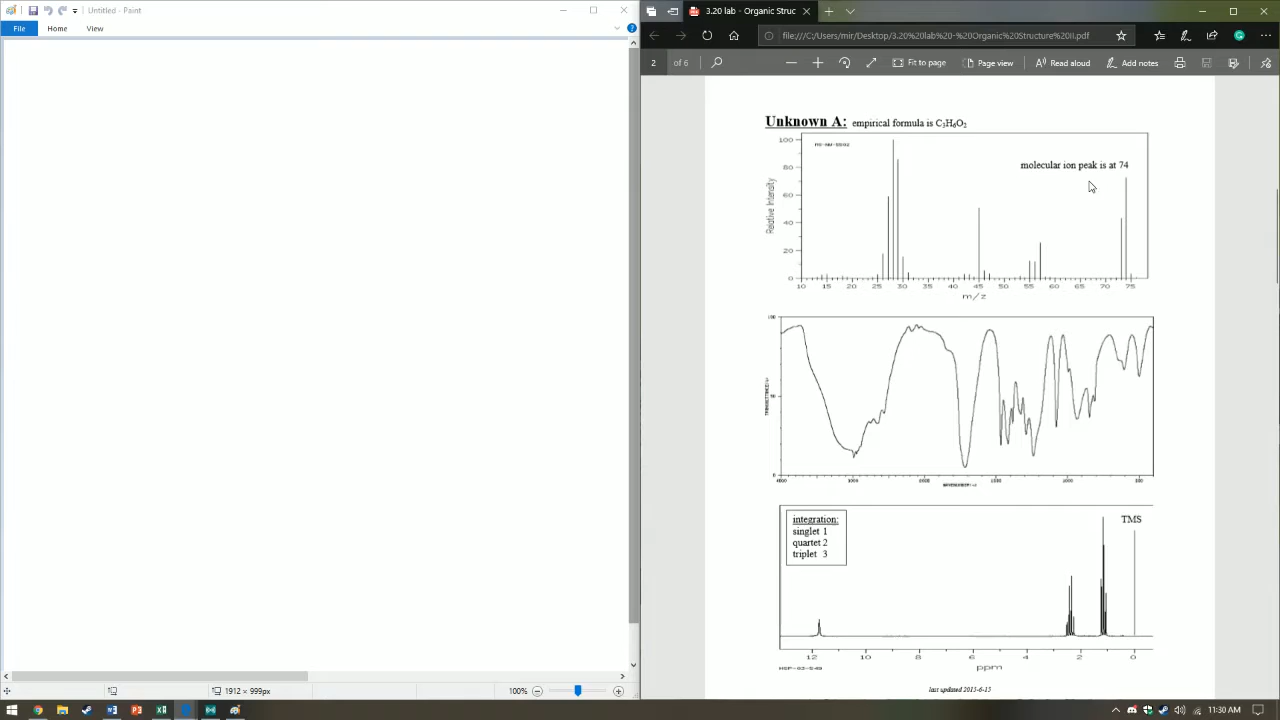 Untitled - Paint
File
Home
View
1912 × 999px
100%
3.20 lab - Organic Struc
file:///C:/Users/mir/Desktop/3.20%20lab%20-%20Organic%20Structure%20II.pdf
2 of 6
Fit to page
Page view
Read aloud
Add notes
Unknown A: empirical formula is C₃H₆O₂
molecular ion peak is at 74
Relative Intensity
100
80
60
40
20
0
10 15 20 25 30 35 40 45 50 55 60 65 70 75
m/z
integration:
singlet 1
quartet 2
triplet 3
TMS
12 10 8 6 4 2 0
ppm
last updated 2015-6-15
11:30 AM